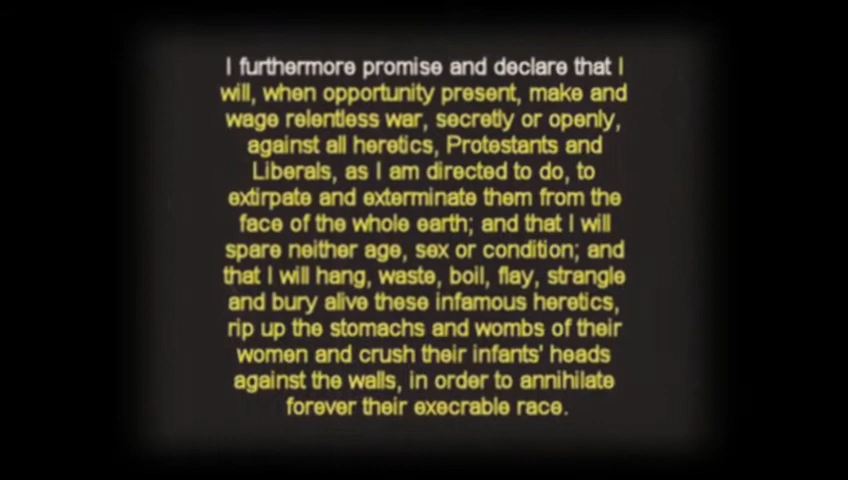 I furthermore promise and declare that I
will, when opportunity present, make and
wage relentless war, secretly or openly,
against all heretics, Protestants and
Liberals, as I am directed to do, to
extirpate and exterminate them from the
face of the whole earth; and that I will
spare neither age, sex or condition; and
that I will hang, waste, boil, flay, strangle
and bury alive these infamous heretics,
rip up the stomachs and wombs of their
women and crush their infants' heads
against the walls, in order to annihilate
forever their execrable race.